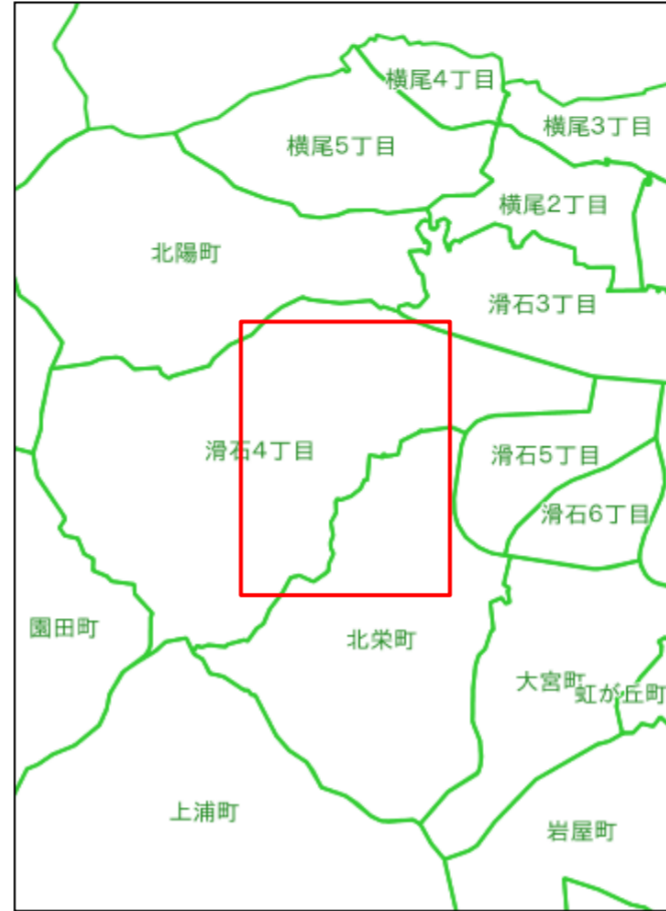 横尾4丁目
横尾3丁目
横尾5丁目
横尾2丁目
北陽町
滑石3丁目
滑石4丁目
滑石5丁目
滑石6丁目
園田町
北栄町
大宮町
虹が丘町
上浦町
岩屋町